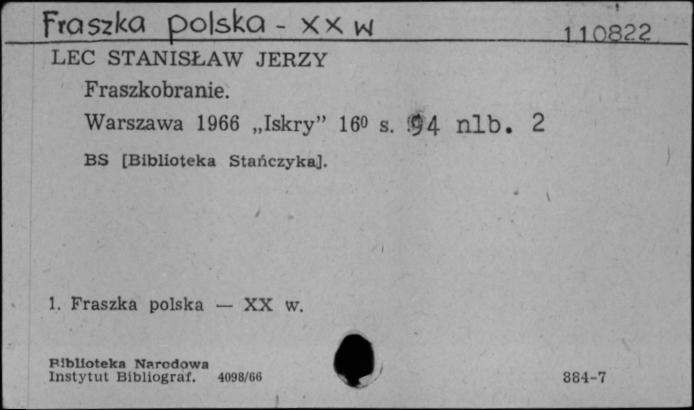 Fraszka polska - XX w
110822
LEC STANISŁAW JERZY
Fraszkobranie.
Warszawa 1966 „Iskry” 16⁰ s. 94 nlb. 2
BS [Biblioteka Stańczyka].
1. Fraszka polska — XX w.
Biblioteka Narodowa
Instytut Bibliograf. 4098/66
884-7